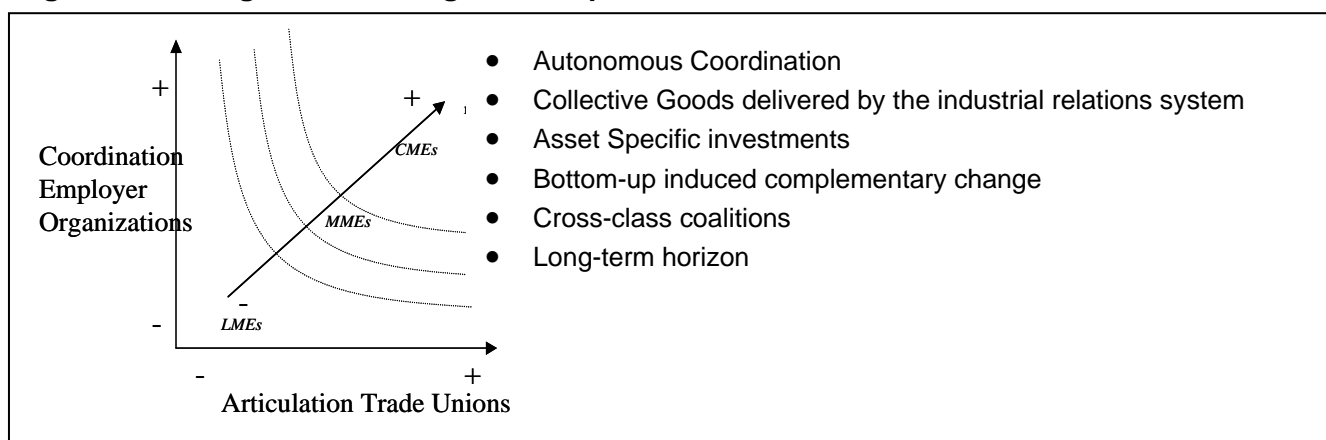 +
+
Coordination
Employer
Organizations
CMEs
MMEs
-
LMEs
-
-
+
Articulation Trade Unions
● Autonomous Coordination
● Collective Goods delivered by the industrial relations system
● Asset Specific investments
● Bottom-up induced complementary change
● Cross-class coalitions
● Long-term horizon